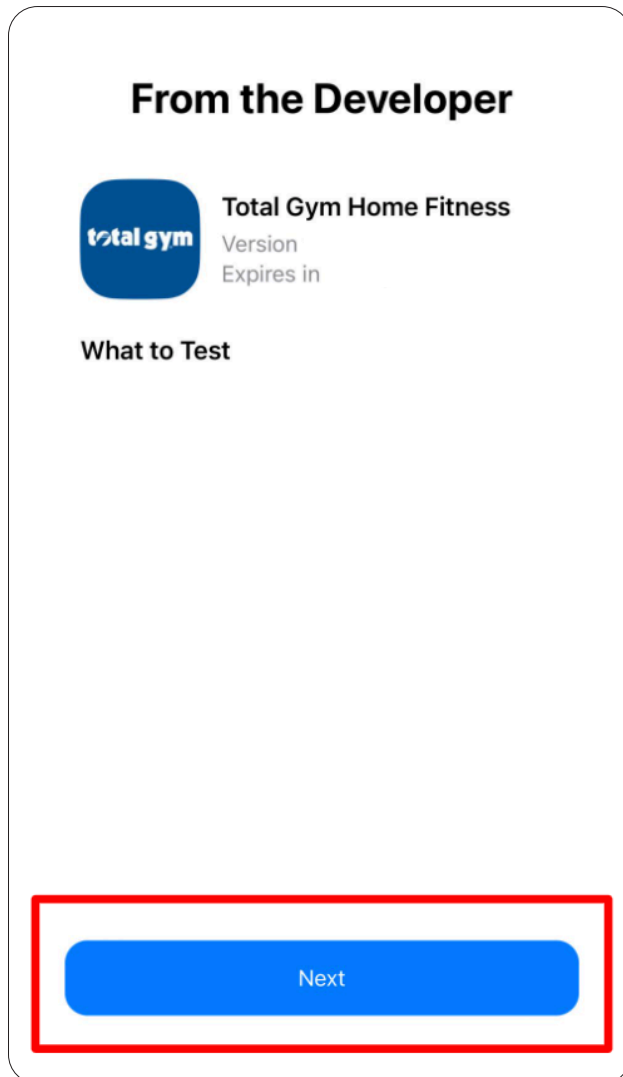 From the Developer
total gym
Total Gym Home Fitness
Version
Expires in
What to Test
Next